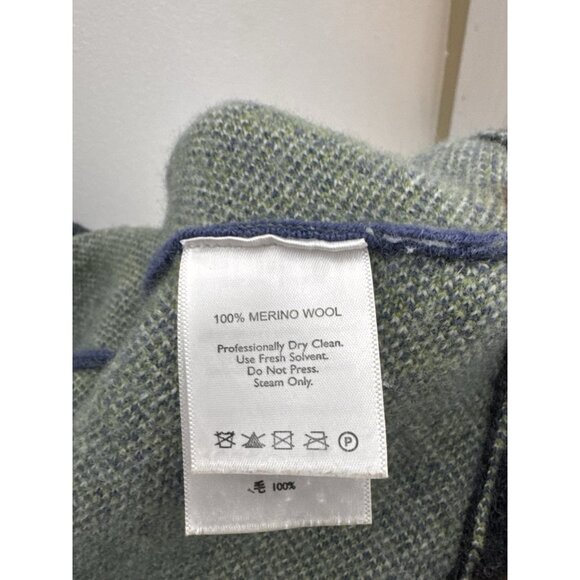 100% MERINO WOOL
Professionally Dry Clean.
Use Fresh Solvent.
Do Not Press.
Steam Only.
P
毛 100%